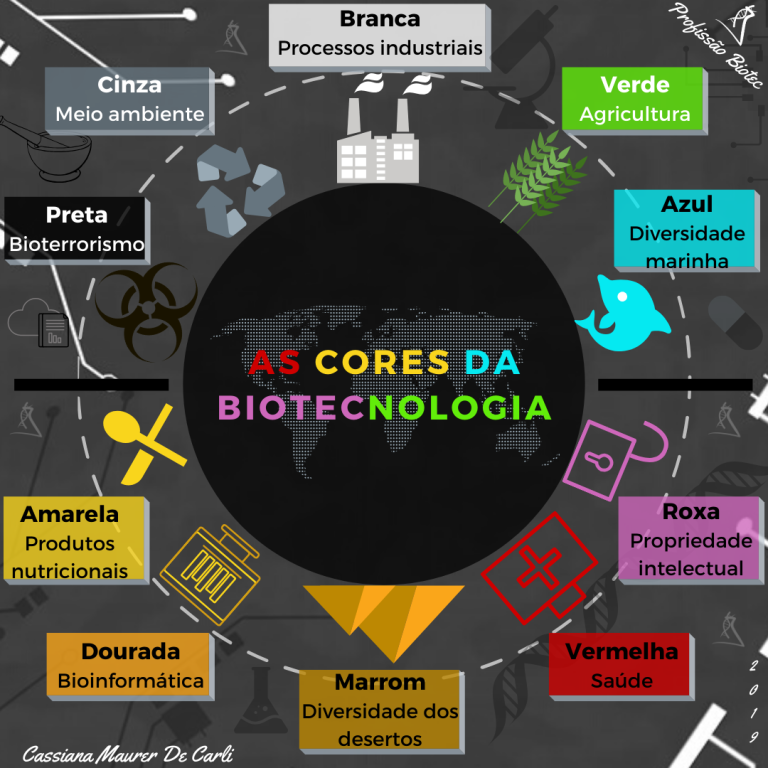 Branca
Processos industriais
Profissão Biotec
Cinza
Meio ambiente
Verde
Agricultura
Preta
Bioterrorismo
Azul
Diversidade
marinha
AS CORES DA
BIOTECNOLOGIA
Amarela
Produtos
nutricionais
Roxa
Propriedade
intelectual
Dourada
Bioinformática
Marrom
Diversidade dos
desertos
Vermelha
Saúde
2019
Cassiana Maurer De Carli